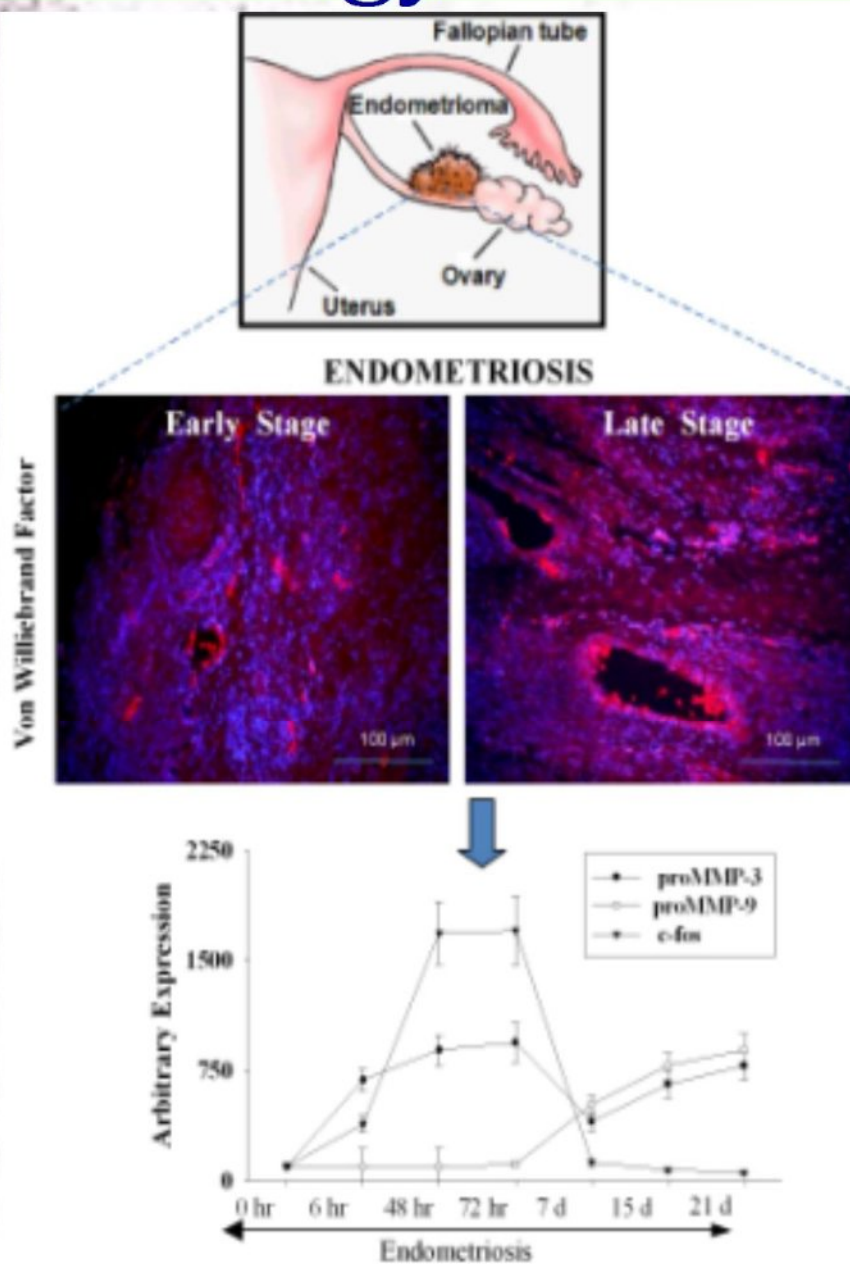 Fallopian tube
Endometrioma
Ovary
Uterus
ENDOMETRIOSIS
Early Stage
Late Stage
Von Williebrand Factor
100 µm
100 µm
2250
1500
750
0
Arbitrary Expression
proMMP-3
proMMP-9
c-fos
0 hr 6 hr 48 hr 72 hr 7 d 15 d 21 d
Endometriosis